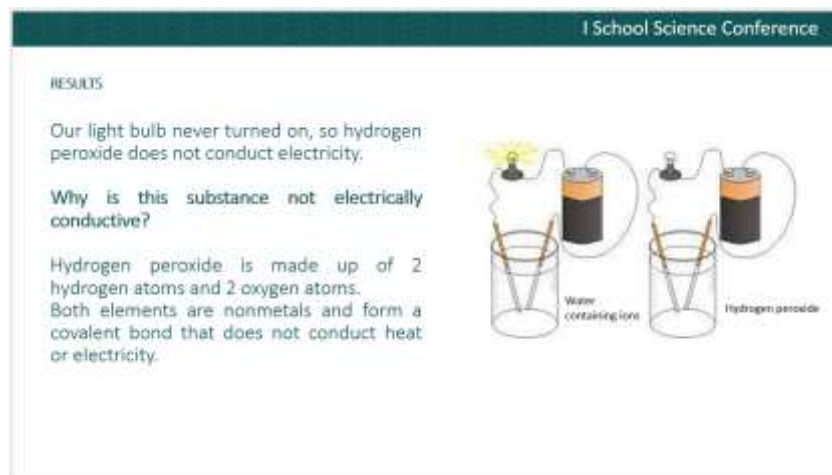 I School Science Conference
RESULTS
Our light bulb never turned on, so hydrogen
peroxide does not conduct electricity.
Why is this substance not electrically
conductive?
Hydrogen peroxide is made up of 2
hydrogen atoms and 2 oxygen atoms.
Both elements are nonmetals and form a
covalent bond that does not conduct heat
or electricity.
Water
containing ions
Hydrogen peroxide